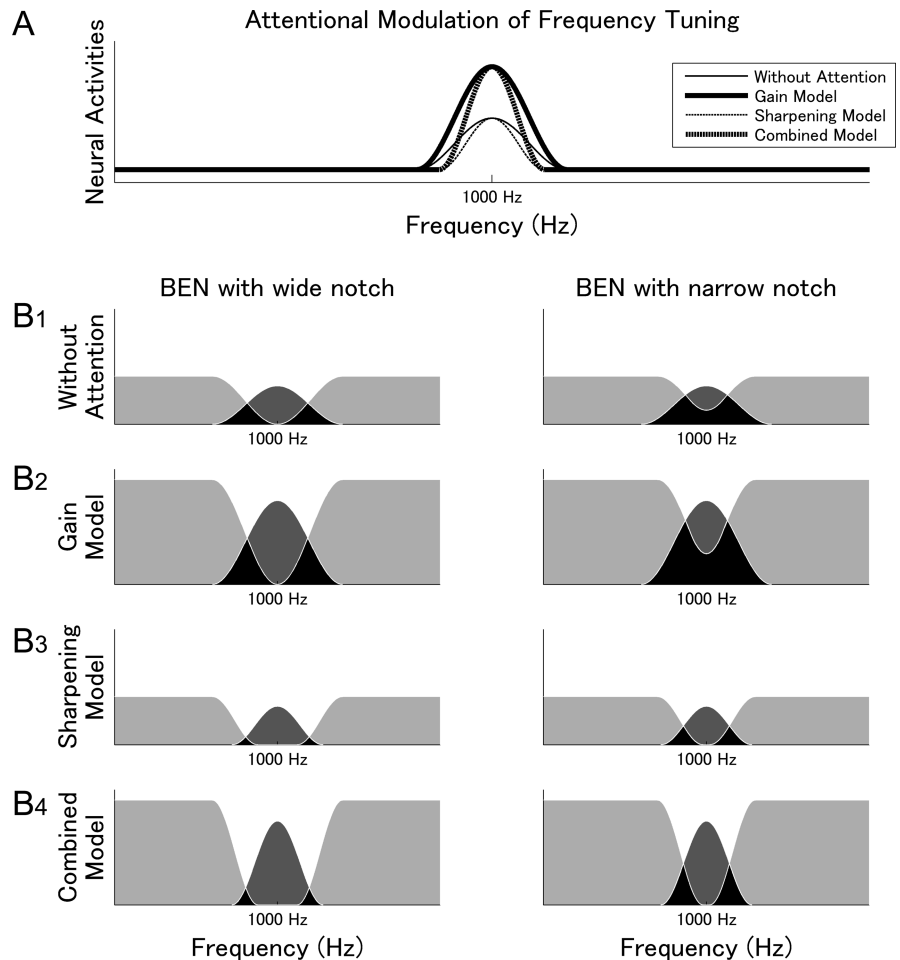 A
Attentional Modulation of Frequency Tuning
Neural Activities
Without Attention
Gain Model
Sharpening Model
Combined Model
1000 Hz
Frequency (Hz)
BEN with wide notch
BEN with narrow notch
B1
Without
Attention
1000 Hz
1000 Hz
B2
Gain
Model
1000 Hz
1000 Hz
B3
Sharpening
Model
1000 Hz
1000 Hz
B4
Combined
Model
1000 Hz
1000 Hz
Frequency (Hz)
Frequency (Hz)